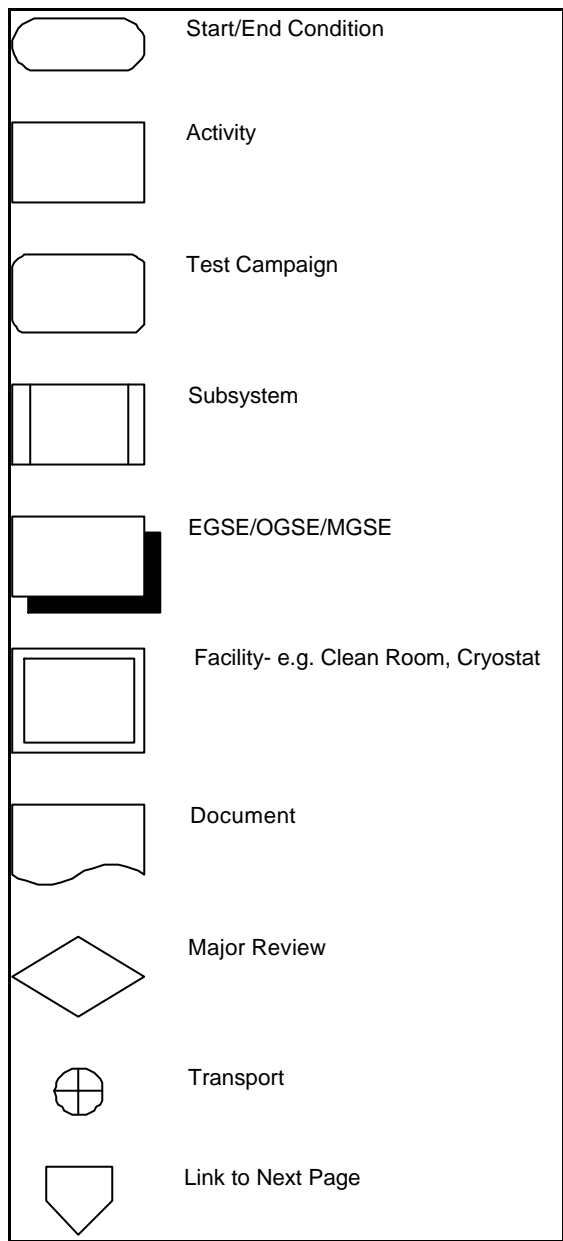 Start/End Condition
Activity
Test Campaign
Subsystem
EGSE/OGSE/MGSE
Facility- e.g. Clean Room, Cryostat
Document
Major Review
Transport
Link to Next Page